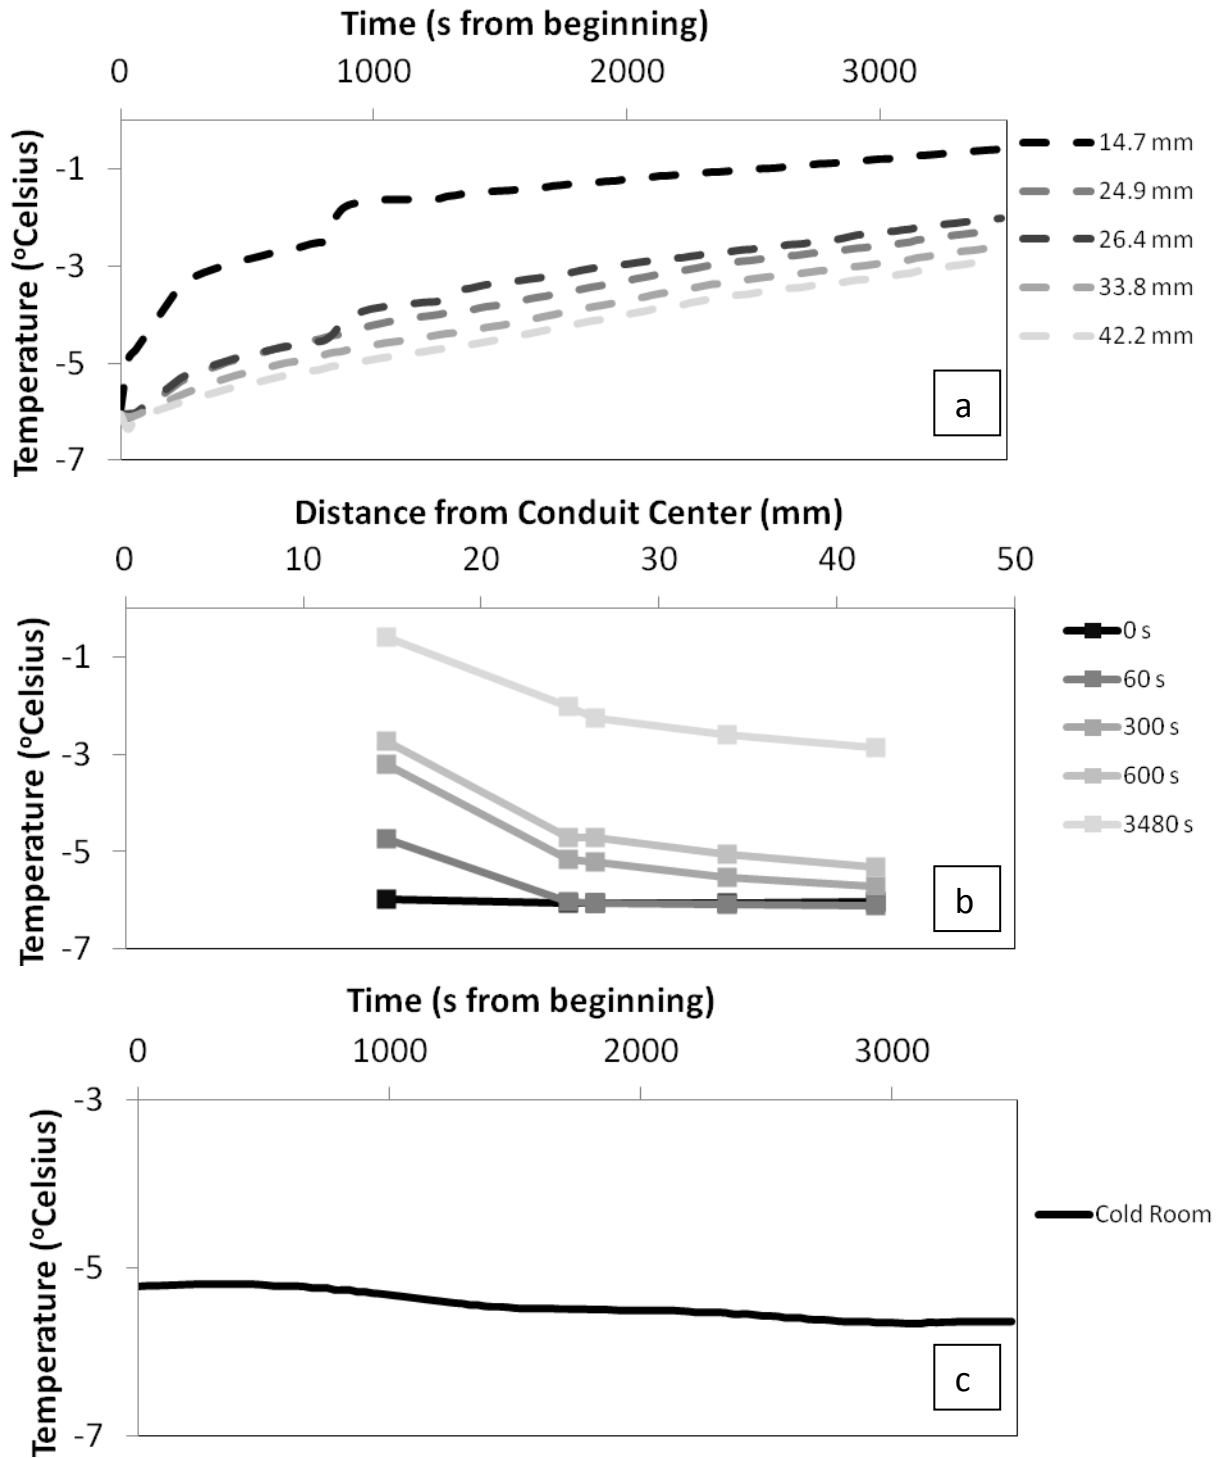 Time (s from beginning)
0 1000 2000 3000
Temperature (°Celsius)
-1
-3
-5
-7
14.7 mm
24.9 mm
26.4 mm
33.8 mm
42.2 mm
a
Distance from Conduit Center (mm)
0 10 20 30 40 50
Temperature (°Celsius)
-1
-3
-5
-7
0 s
60 s
300 s
600 s
3480 s
b
Time (s from beginning)
0 1000 2000 3000
Temperature (°Celsius)
-3
-5
-7
Cold Room
c